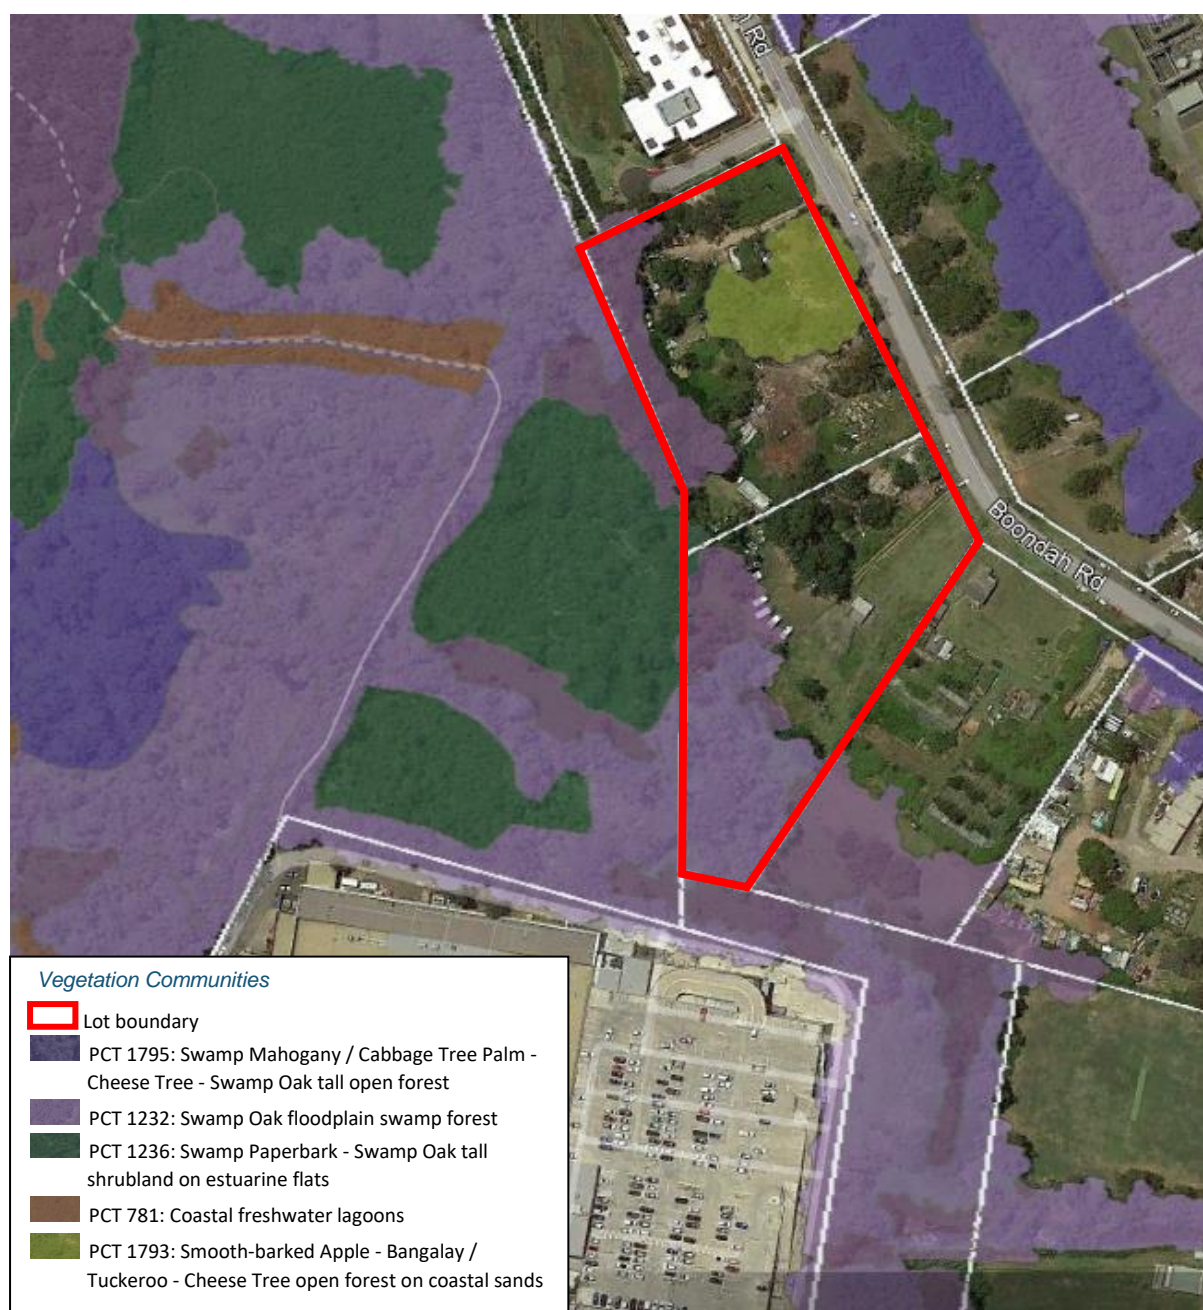 Rd
Boondah Rd
Vegetation Communities
Lot boundary
PCT 1795: Swamp Mahogany / Cabbage Tree Palm -
Cheese Tree - Swamp Oak tall open forest
PCT 1232: Swamp Oak floodplain swamp forest
PCT 1236: Swamp Paperbark - Swamp Oak tall
shrubland on estuarine flats
PCT 781: Coastal freshwater lagoons
PCT 1793: Smooth-barked Apple - Bangalay /
Tuckeroo - Cheese Tree open forest on coastal sands